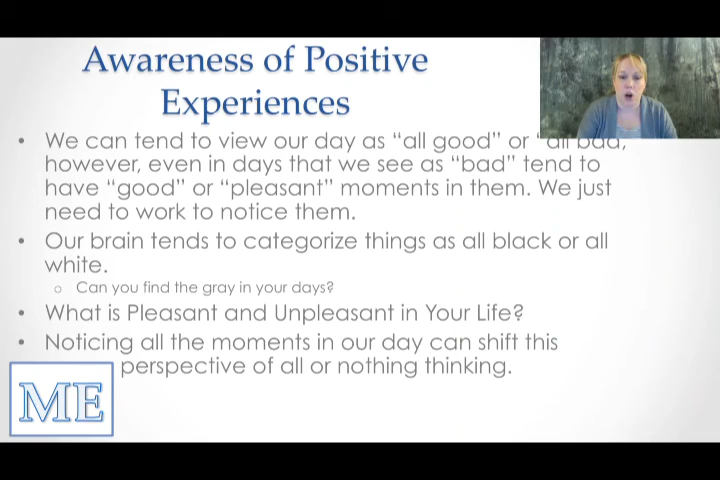 Awareness of Positive
Experiences
• We can tend to view our day as “all good” or “all bad,
however, even in days that we see as “bad” tend to
have “good” or “pleasant” moments in them. We just
need to work to notice them.
• Our brain tends to categorize things as all black or all
white.
o Can you find the gray in your days?
• What is Pleasant and Unpleasant in Your Life?
• Noticing all the moments in our day can shift this
perspective of all or nothing thinking.
ME